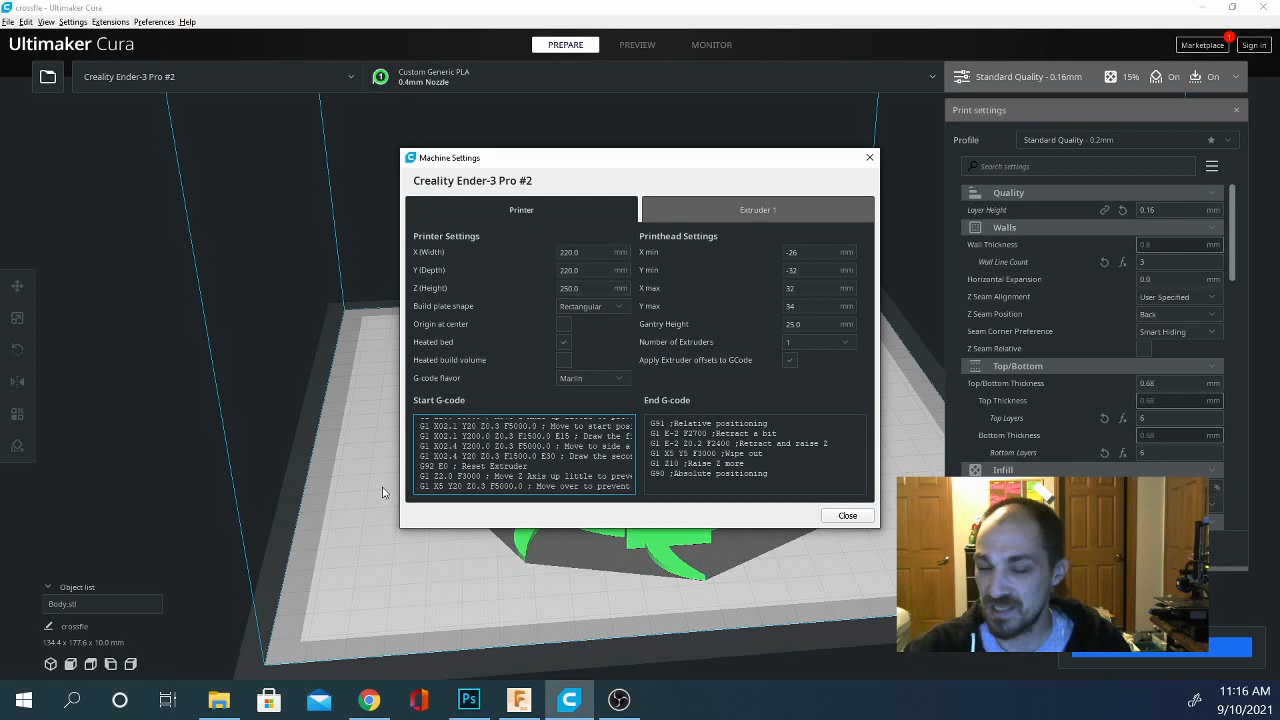 crossfle - Ultimaker Cura
File Edit View Settings Extensions Preferences Help
Ultimaker Cura
PREPARE PREVIEW MONITOR
Marketplace 1 Sign in
Creality Ender-3 Pro #2
1 Custom Generic PLA
0.4mm Nozzle
Standard Quality - 0.16mm 15% On On
Print settings
Profile Standard Quality - 0.2mm
Search settings
Quality
Layer Height 0.16 mm
Walls
Wall Thickness 0.8 mm
Wall Line Count 3
Horizontal Expansion 0.0 mm
Z Seam Alignment User Specified
Z Seam Position Back
Seam Corner Preference Smart Hiding
Z Seam Relative
Top/Bottom
Top/Bottom Thickness 0.68 mm
Top Thickness 0.68 mm
Top Layers 6
Bottom Thickness 0.68 mm
Bottom Layers 6
Infill
%
Machine Settings
Creality Ender-3 Pro #2
Printer Extruder 1
Printer Settings
X (Width) 220.0 mm
Y (Depth) 220.0 mm
Z (Height) 250.0 mm
Build plate shape Rectangular
Origin at center
Heated bed
Heated build volume
G-code flavor Marlin
Printhead Settings
X min -26 mm
Y min -32 mm
X max 32 mm
Y max 34 mm
Gantry Height 25.0 mm
Number of Extruders 1
Apply Extruder offsets to GCode
Start G-code
G1 X02.1 Y20 Z0.3 F5000.0 ; Move to start pos
G1 X02.1 Y200.0 Z0.3 F1500.0 E15 ; Draw the f
G1 X02.4 Y200.0 Z0.3 F5000.0 ; Move to side a
G1 X02.4 Y20 Z0.3 F1500.0 E30 ; Draw the seco
G92 E0 ; Reset Extruder
G1 Z2.0 F3000 ; Move Z Axis up little to prev
G1 X5 Y20 Z0.3 F5000.0 ; Move over to prevent
End G-code
G91 ;Relative positioning
G1 E-2 F2700 ;Retract a bit
G1 E-2 Z0.2 F2400 ;Retract and raise Z
G1 X5 Y5 F3000 ;Wipe out
G1 Z10 ;Raise Z more
G90 ;Absolute positioning
Close
Object list
Body.stl
crossfle
134.4 x 177.6 x 10.0 mm
Ps
F
1:16 AM
9/10/2021